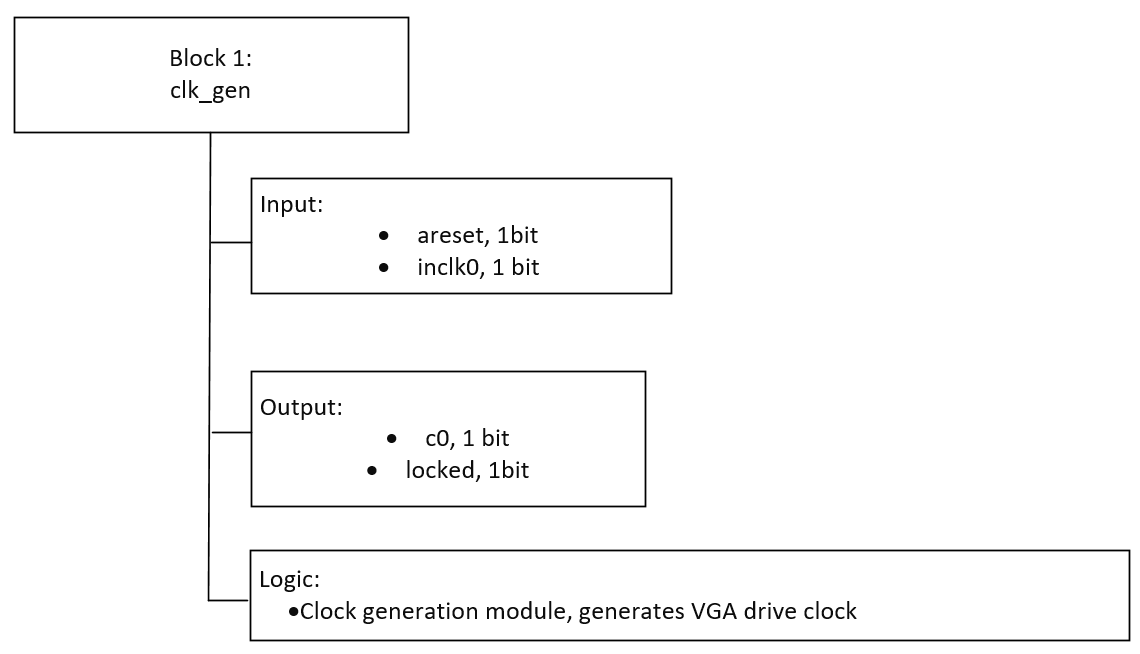 Block 1:
clk_gen
Input:
• areset, 1bit
• inclk0, 1 bit
Output:
• c0, 1 bit
• locked, 1bit
Logic:
•Clock generation module, generates VGA drive clock